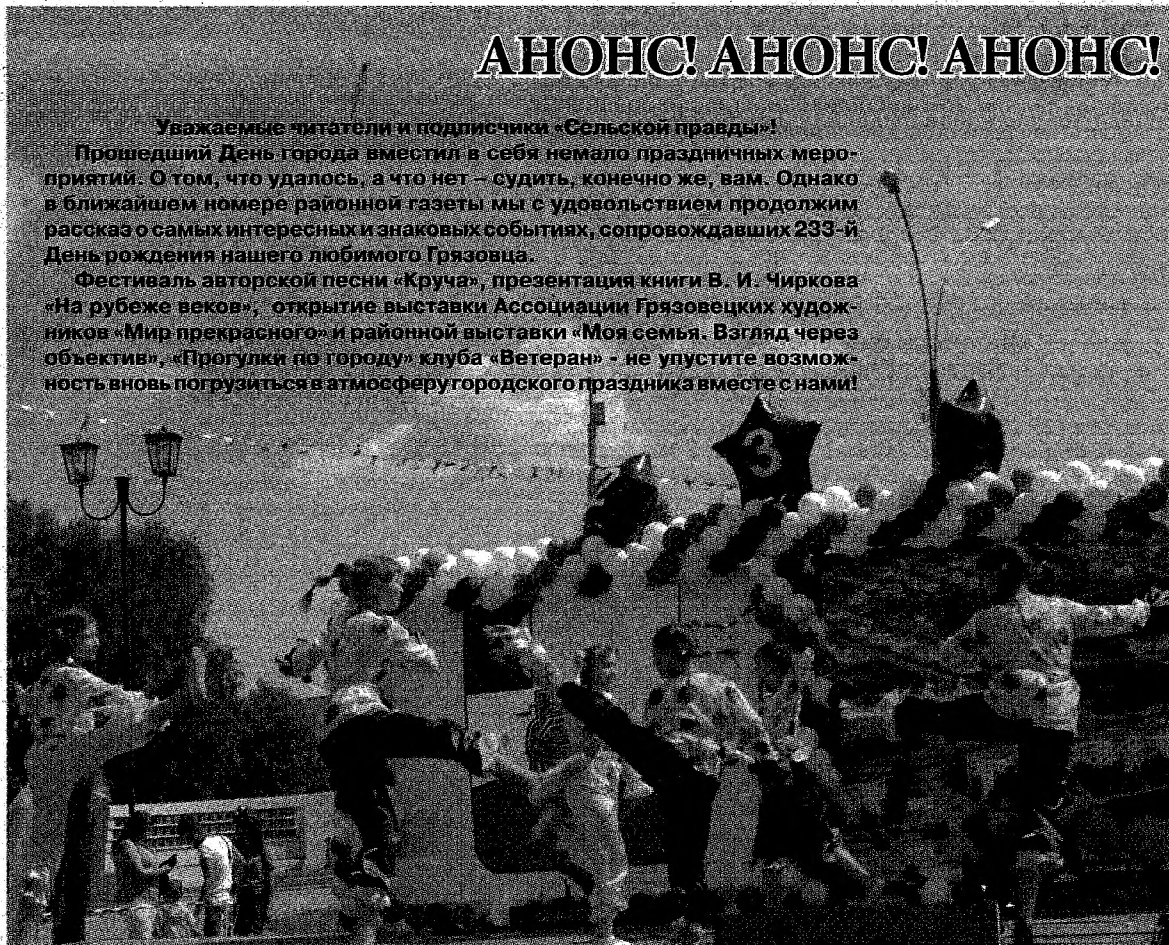 АНОНС! АНОНС! АНОНС!
Уважаемые читатели и подписчики «Сельской правды»!
Прошедший День города вместил в себя немало праздничных меро-
приятий. О том, что удалось, а что нет – судить, конечно же, вам. Однако
в ближайшем номере районной газеты мы с удовольствием продолжим
рассказ о самых интересных и знаковых событиях, сопровождавших 233-й
День рождения нашего любимого Грязовца.
Фестиваль авторской песни «Круча», презентация книги В. И. Чиркова
«На рубеже веков», открытие выставки Ассоциации Грязовецких худож-
ников «Мир прекрасного» и районной выставки «Моя семья. Взгляд через
объектив», «Прогулки по городу» клуба «Ветеран» - не упустите возмож-
ность вновь погрузиться в атмосферу городского праздника вместе с нами!
3